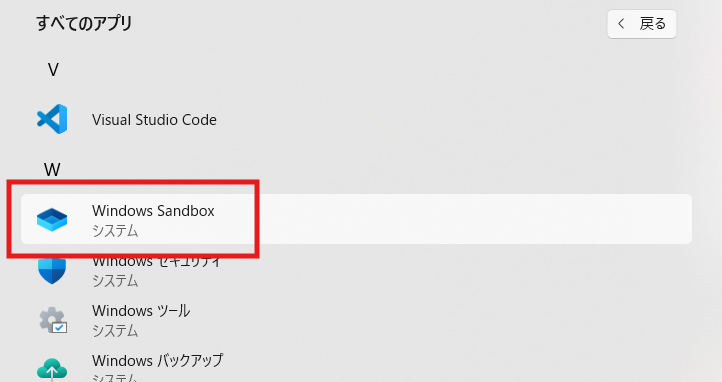 すべてのアプリ
戻る
V
Visual Studio Code
W
Windows Sandbox
システム
Windows セキュリティ
システム
Windows ツール
システム
Windows バックアップ
システム